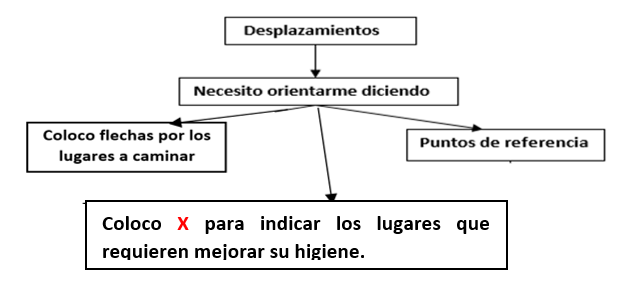 Desplazamientos
Necesito orientarme diciendo
Coloco flechas por los
lugares a caminar
Puntos de referencia
Coloco X para indicar los lugares que
requieren mejorar su higiene.